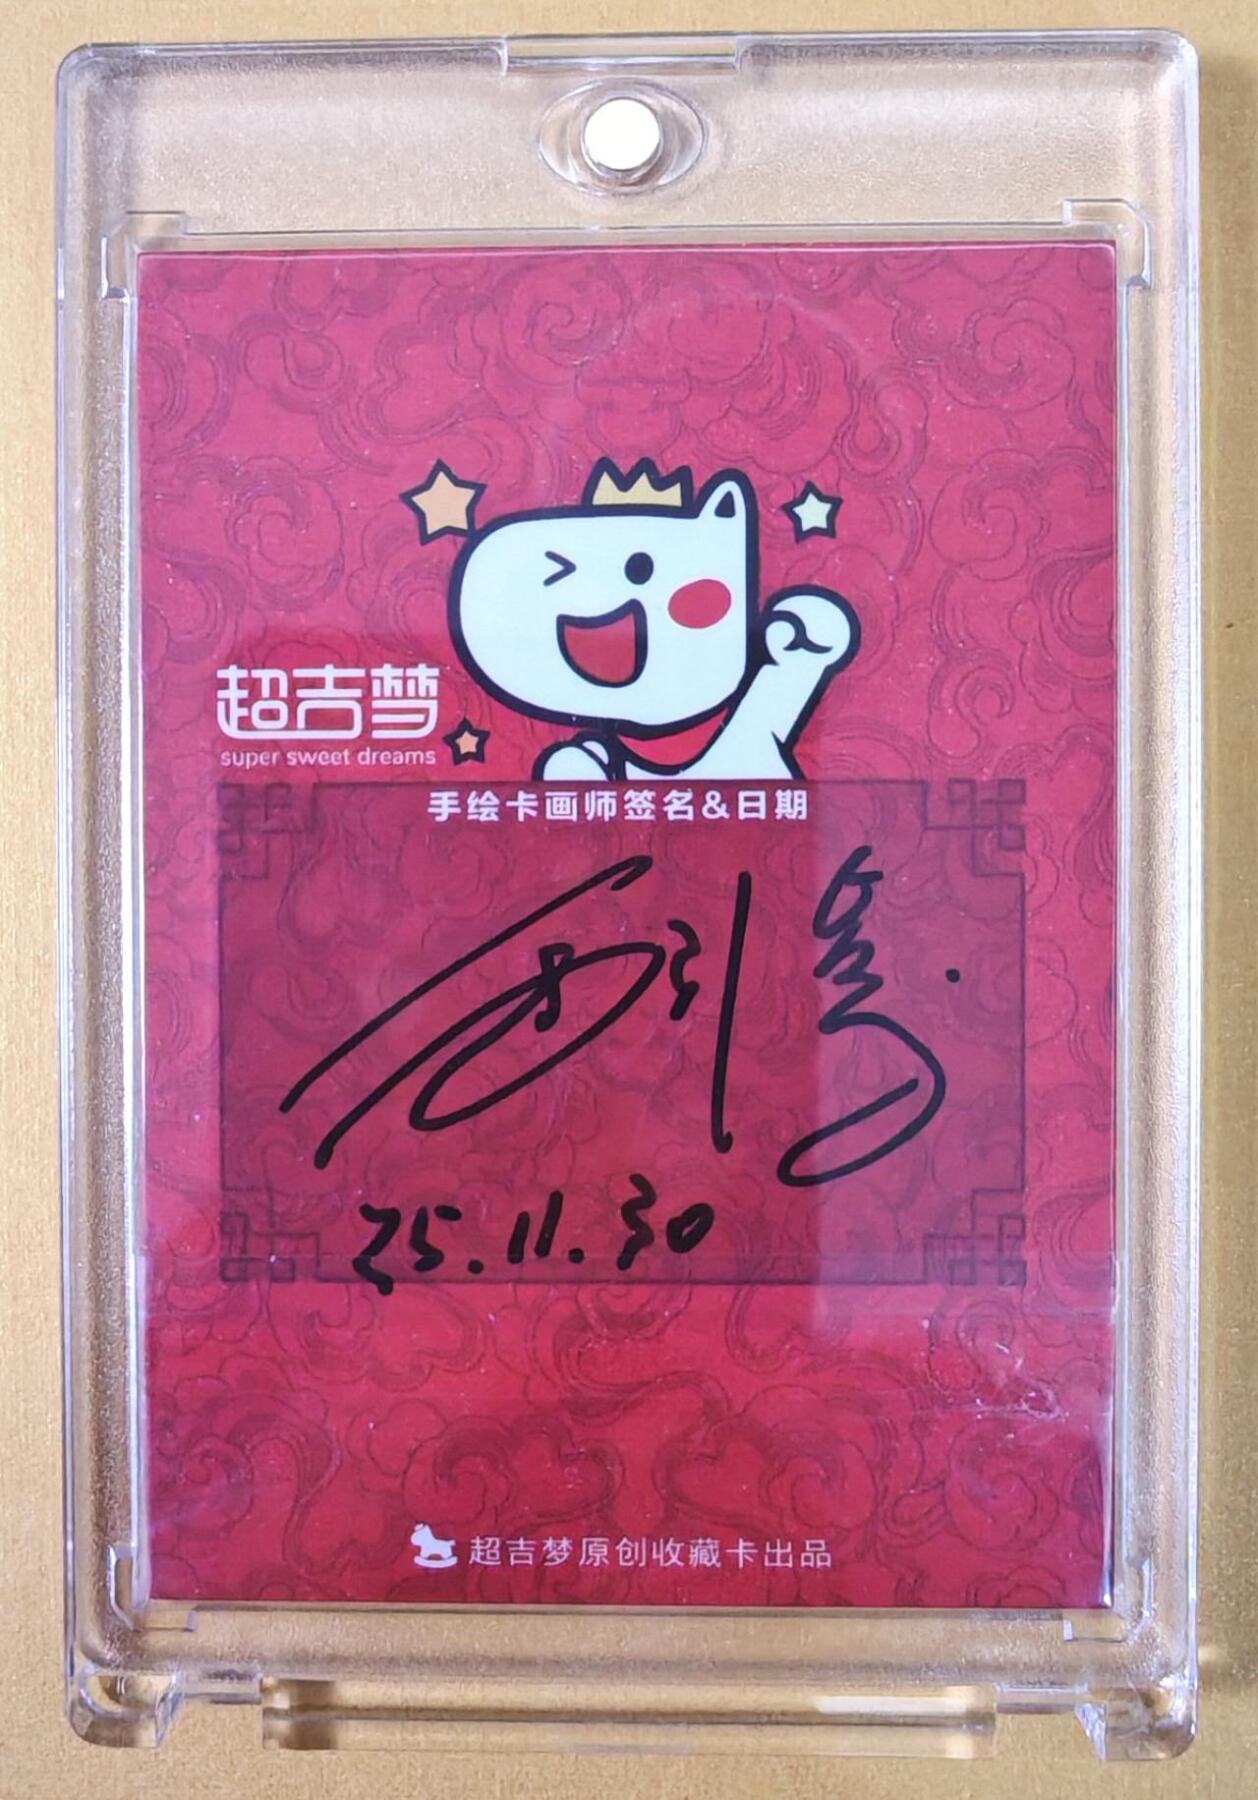 超吉梦
super sweet dreams
手绘卡画师签名&日期
25.11.30
超吉梦原创收藏卡出品